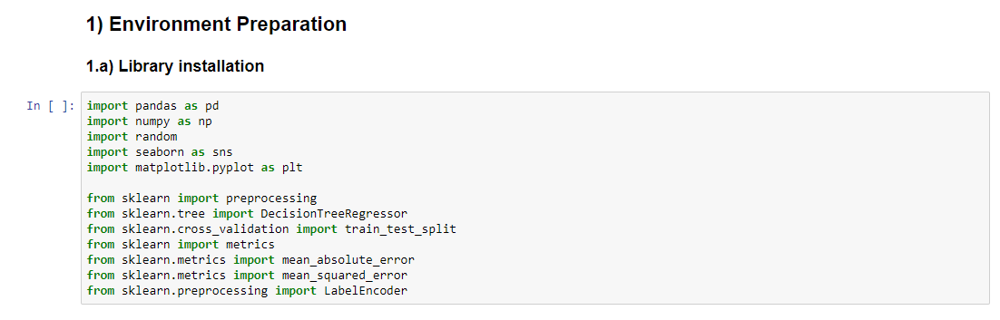 1) Environment Preparation
1.a) Library installation
In [ ]:
import pandas as pd
import numpy as np
import random
import seaborn as sns
import matplotlib.pyplot as plt
from sklearn import preprocessing
from sklearn.tree import DecisionTreeRegressor
from sklearn.cross_validation import train_test_split
from sklearn import metrics
from sklearn.metrics import mean_absolute_error
from sklearn.metrics import mean_squared_error
from sklearn.preprocessing import LabelEncoder